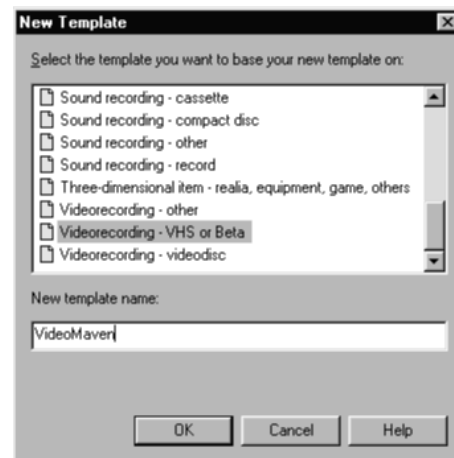 New Template
Select the template you want to base your new template on:
Sound recording - cassette
Sound recording - compact disc
Sound recording - other
Sound recording - record
Three-dimensional item - realia, equipment, game, others
Videorecording - other
Videorecording - VHS or Beta
Videorecording - videodisc
New template name:
VideoMaven
OK Cancel Help